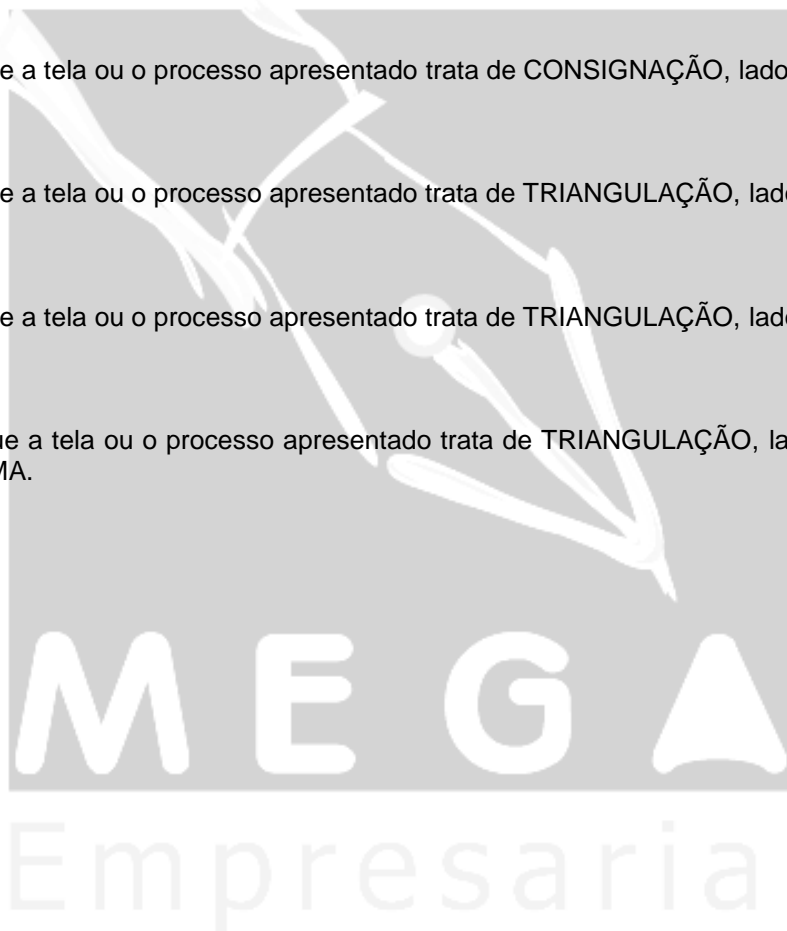 e a tela ou o processo apresentado trata de CONSIGNAÇÃO, lado
e a tela ou o processo apresentado trata de TRIANGULAÇÃO, lad
e a tela ou o processo apresentado trata de TRIANGULAÇÃO, lad
ue a tela ou o processo apresentado trata de TRIANGULAÇÃO, la
MA.
MEGA
Empresaria